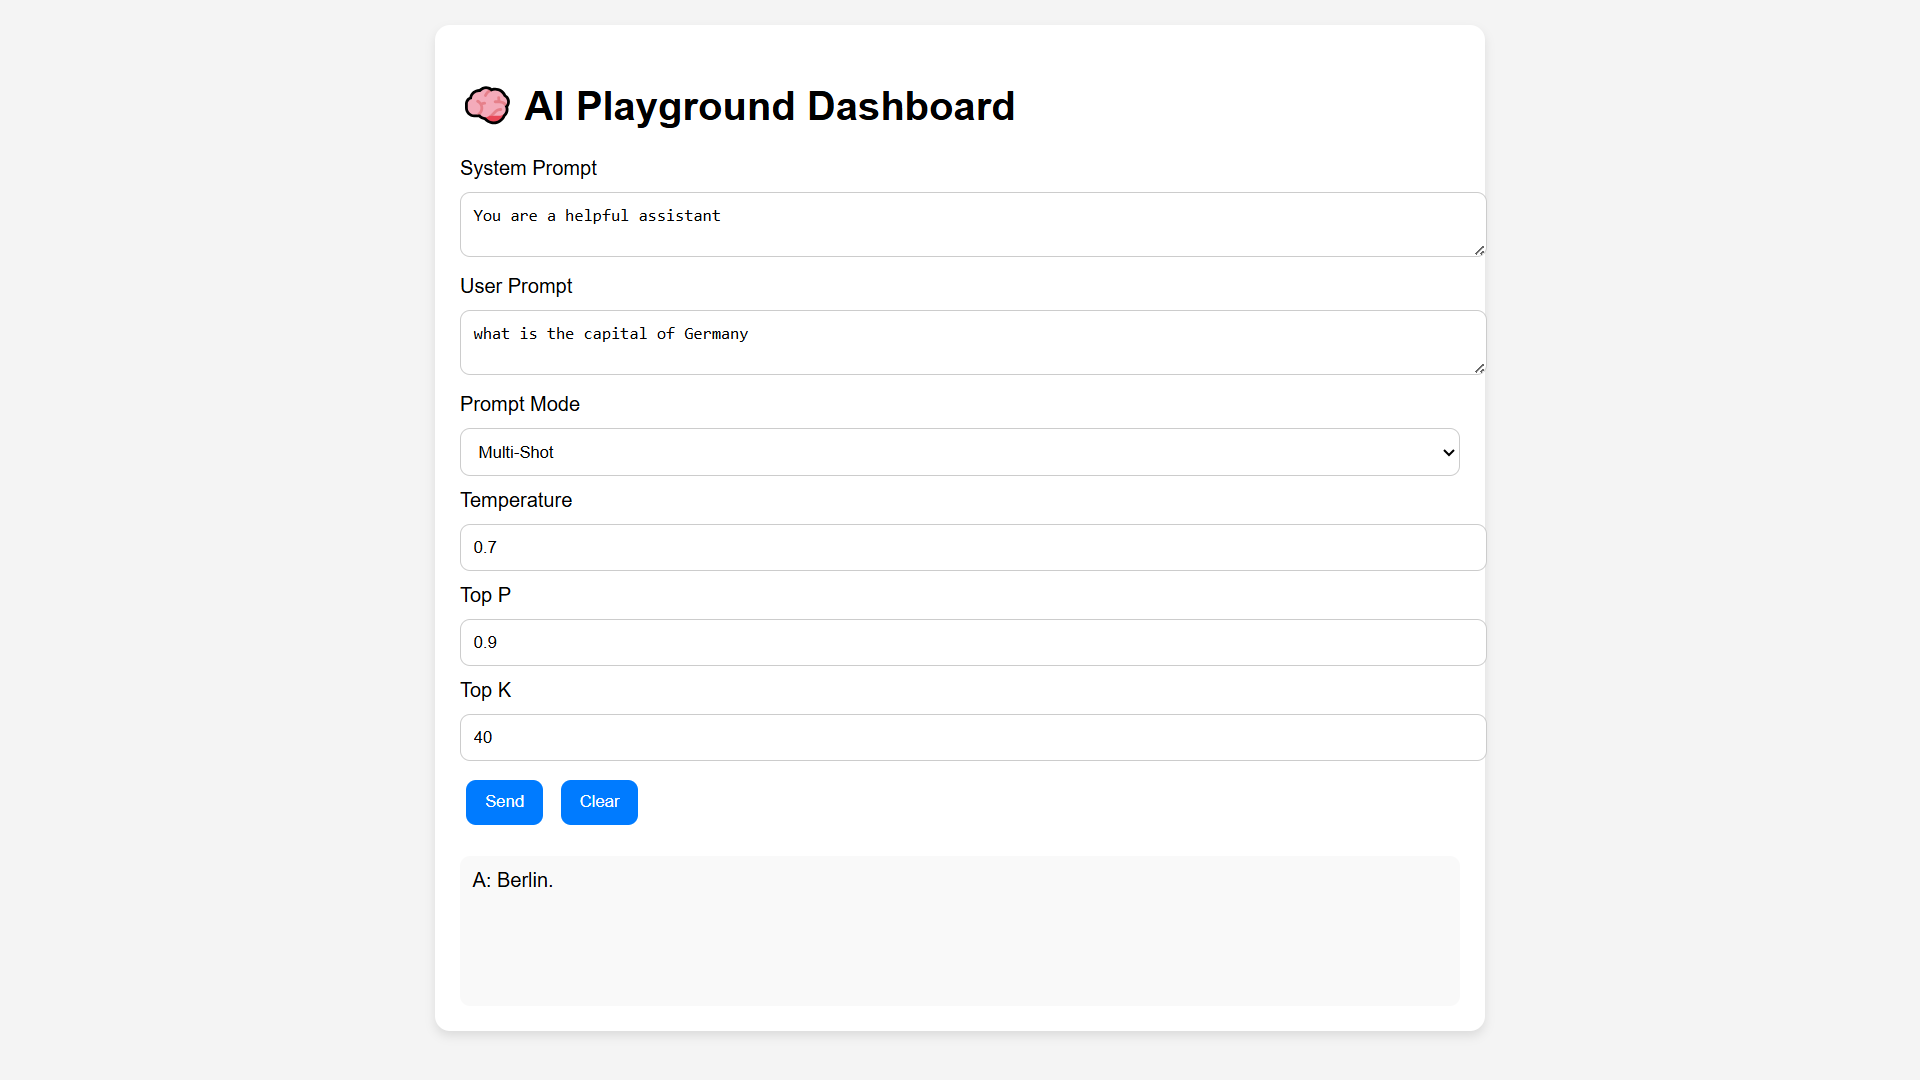 AI Playground Dashboard
System Prompt
You are a helpful assistant
User Prompt
what is the capital of Germany
Prompt Mode
Multi-Shot
Temperature
0.7
Top P
0.9
Top K
40
Send Clear
A: Berlin.